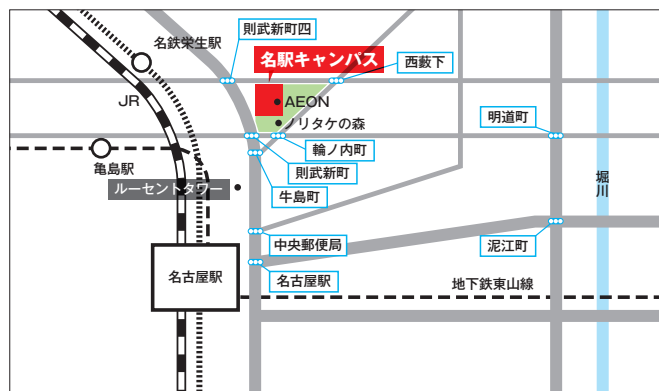 則武新町四
名鉄栄生駅
名駅キャンパス
西薮下
JR
AEON
ノリタケの森
明道町
輪ノ内町
亀島駅
則武新町
ルーセントタワー
牛島町
堀川
中央郵便局
泥江町
名古屋駅
名古屋駅
地下鉄東山線